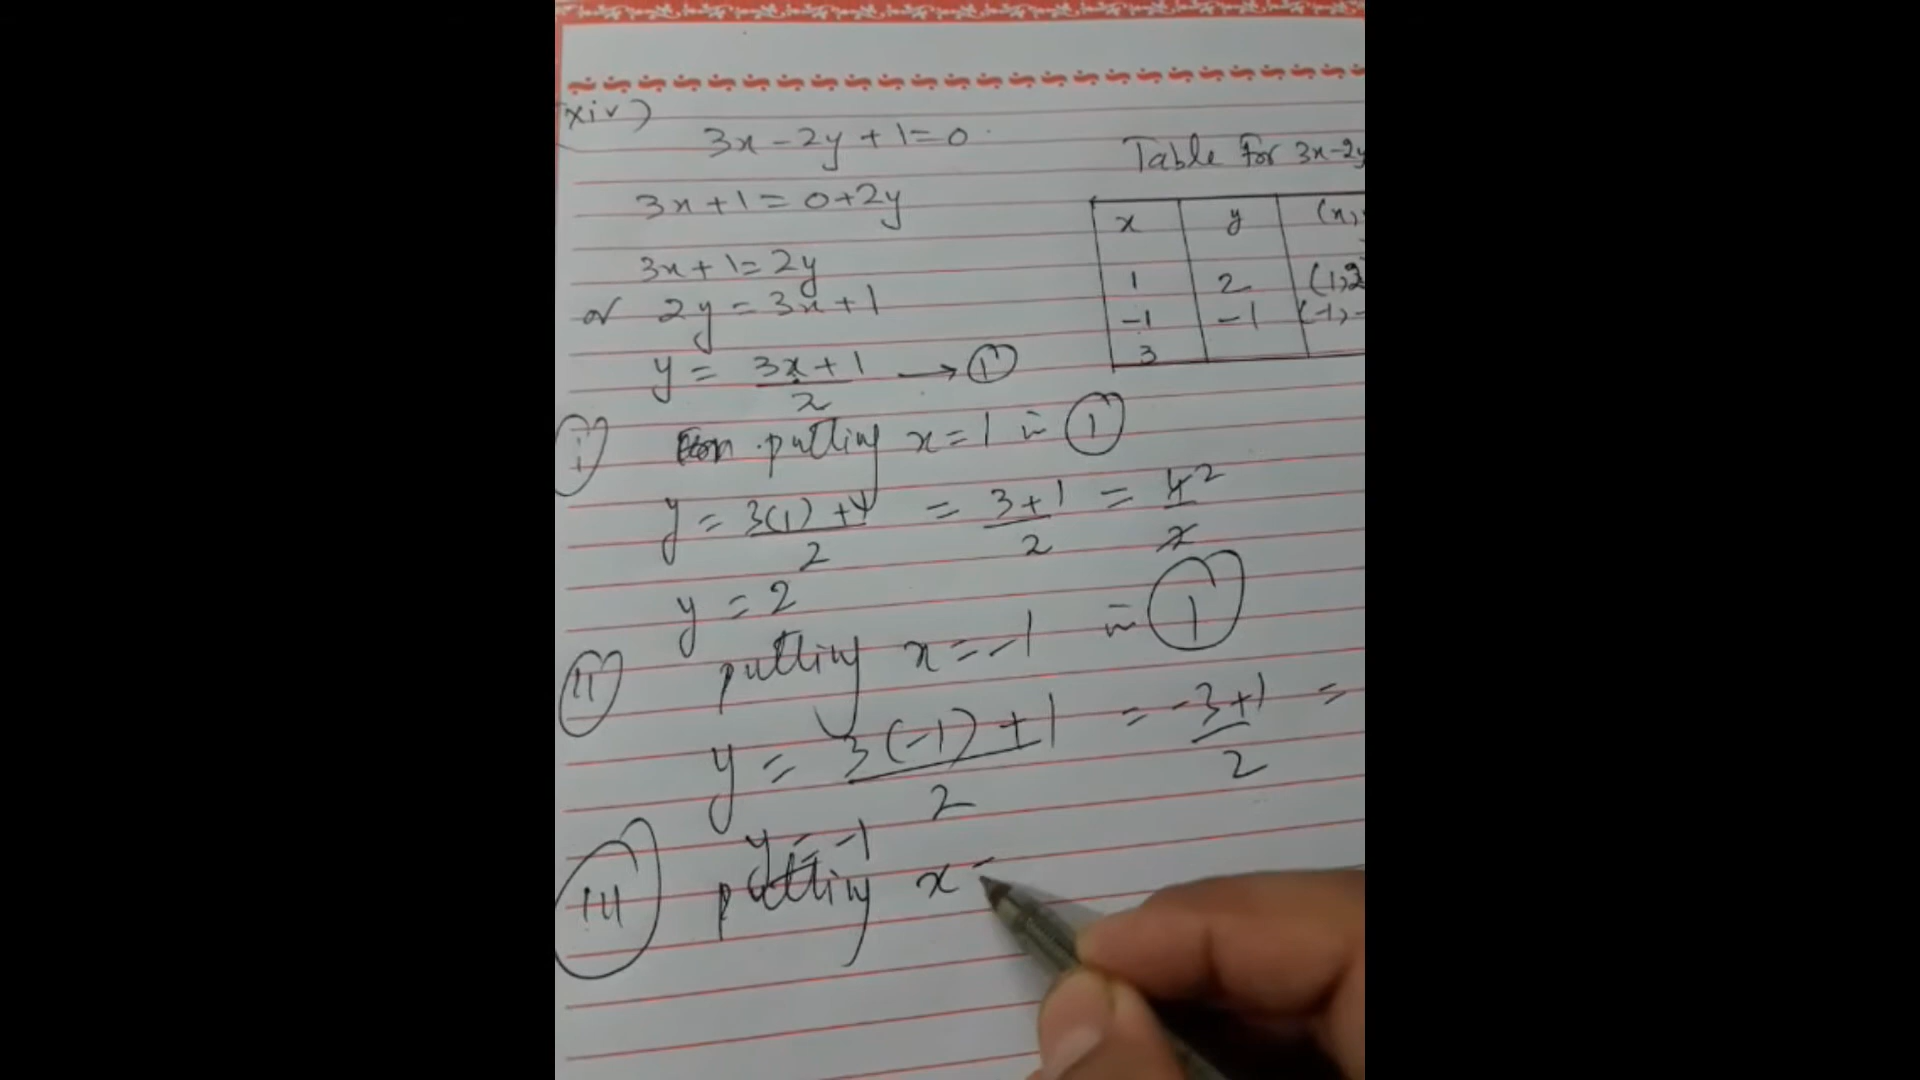 xiv)
3x - 2y + 1 = 0
3x + 1 = 0 + 2y
3x + 1 = 2y
or 2y = 3x + 1
y = 3x + 1 / 2 → ①
(i) putting x = 1 in ①
y = 3(1) + 1 / 2 = 3 + 1 / 2 = 4 2 / 2
y = 2
(ii) putting x = -1 in ①
y = 3(-1) + 1 / 2 = -3 + 1 / 2 =
y = -1
(iii) putting x =
Table for 3x - 2y
x y (x,
1 2 (1,2
-1 -1 (-1, -
3